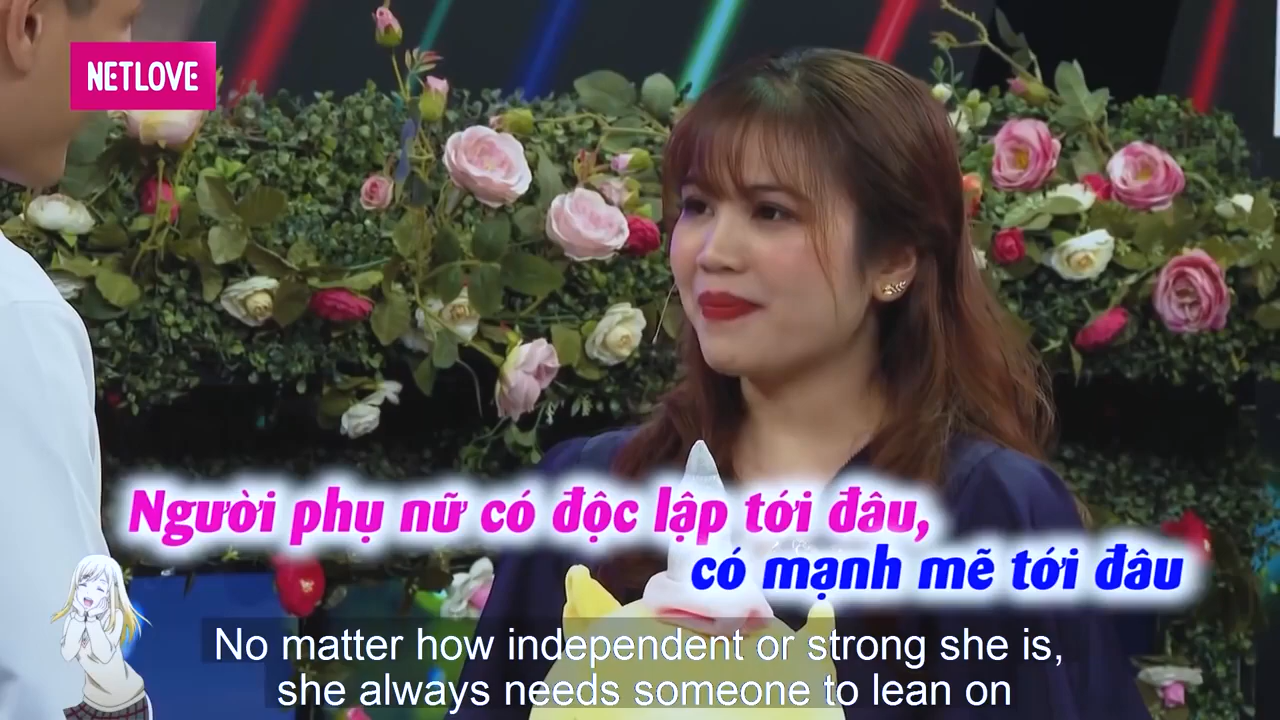 NETLOVE
Người phụ nữ có độc lập tới đâu,
có mạnh mẽ tới đâu
No matter how independent or strong she is,
she always needs someone to lean on